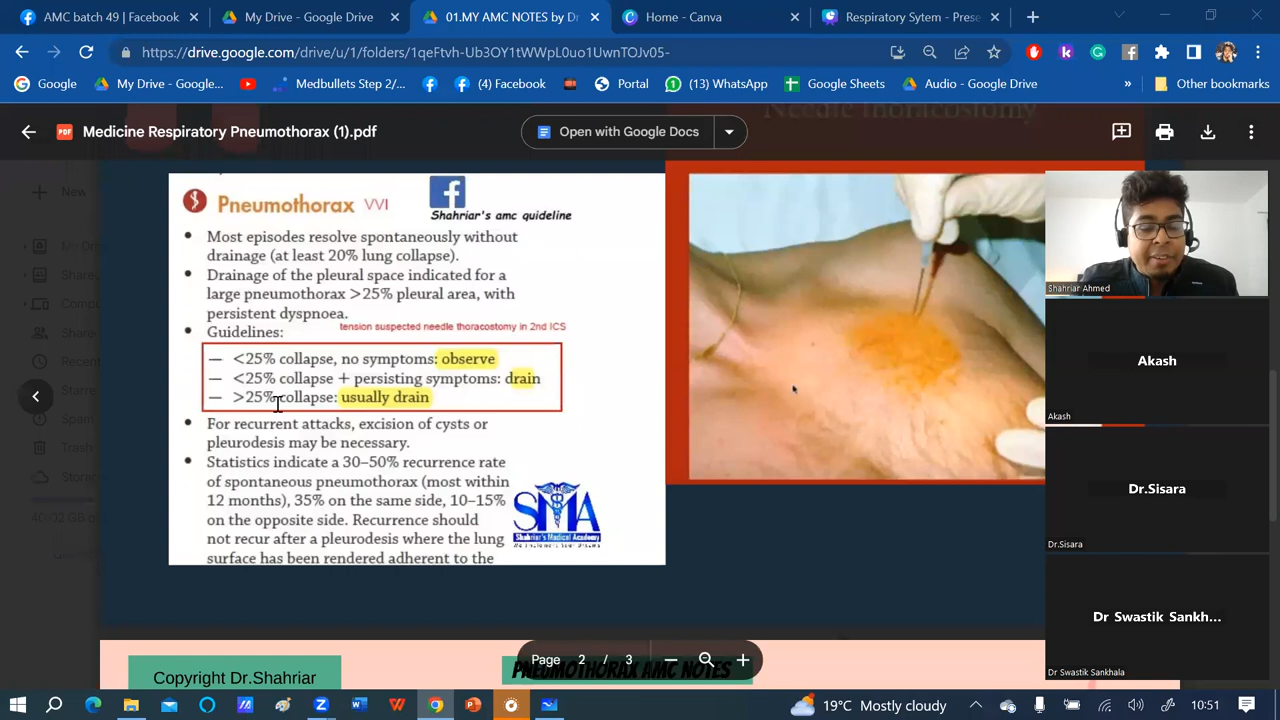 AMC batch 49 | Facebook
My Drive - Google Drive
01.MY AMC NOTES by Dr
Home - Canva
Respiratory Sytem - Prese
https://drive.google.com/drive/u/1/folders/1qeFtvh-Ub3OY1tWWpL0uo1UwnTOJv05-
Google
My Drive - Google...
Medbullets Step 2/...
(4) Facebook
Portal
(13) WhatsApp
Google Sheets
Audio - Google Drive
»
Other bookmarks
Needle thoracostomy
PDF
Medicine Respiratory Pneumothorax (1).pdf
Open with Google Docs
New
Pneumothorax VVI
Shahriar's amc quideline
• Most episodes resolve spontaneously without
drainage (at least 20% lung collapse).
• Drainage of the pleural space indicated for a
large pneumothorax >25% pleural area, with
persistent dyspnoea.
• Guidelines:
tension suspected needle thoracostomy in 2nd ICS
— <25% collapse, no symptoms: observe
— <25% collapse + persisting symptoms: drain
— >25% collapse: usually drain
• For recurrent attacks, excision of cysts or
pleurodesis may be necessary.
• Statistics indicate a 30–50% recurrence rate
of spontaneous pneumothorax (most within
12 months), 35% on the same side, 10–15%
on the opposite side. Recurrence should
not recur after a pleurodesis where the lung
surface has been rendered adherent to the
SMA
Shahriar's Medical Academy
Shahriar Ahmed
Akash
Akash
Dr.Sisara
Dr.Sisara
Dr Swastik Sankh...
Dr Swastik Sankhala
Page 2 / 3
Copyright Dr.Shahriar
PNEUMOTHORAX AMC NOTES
19°C Mostly cloudy
10:51